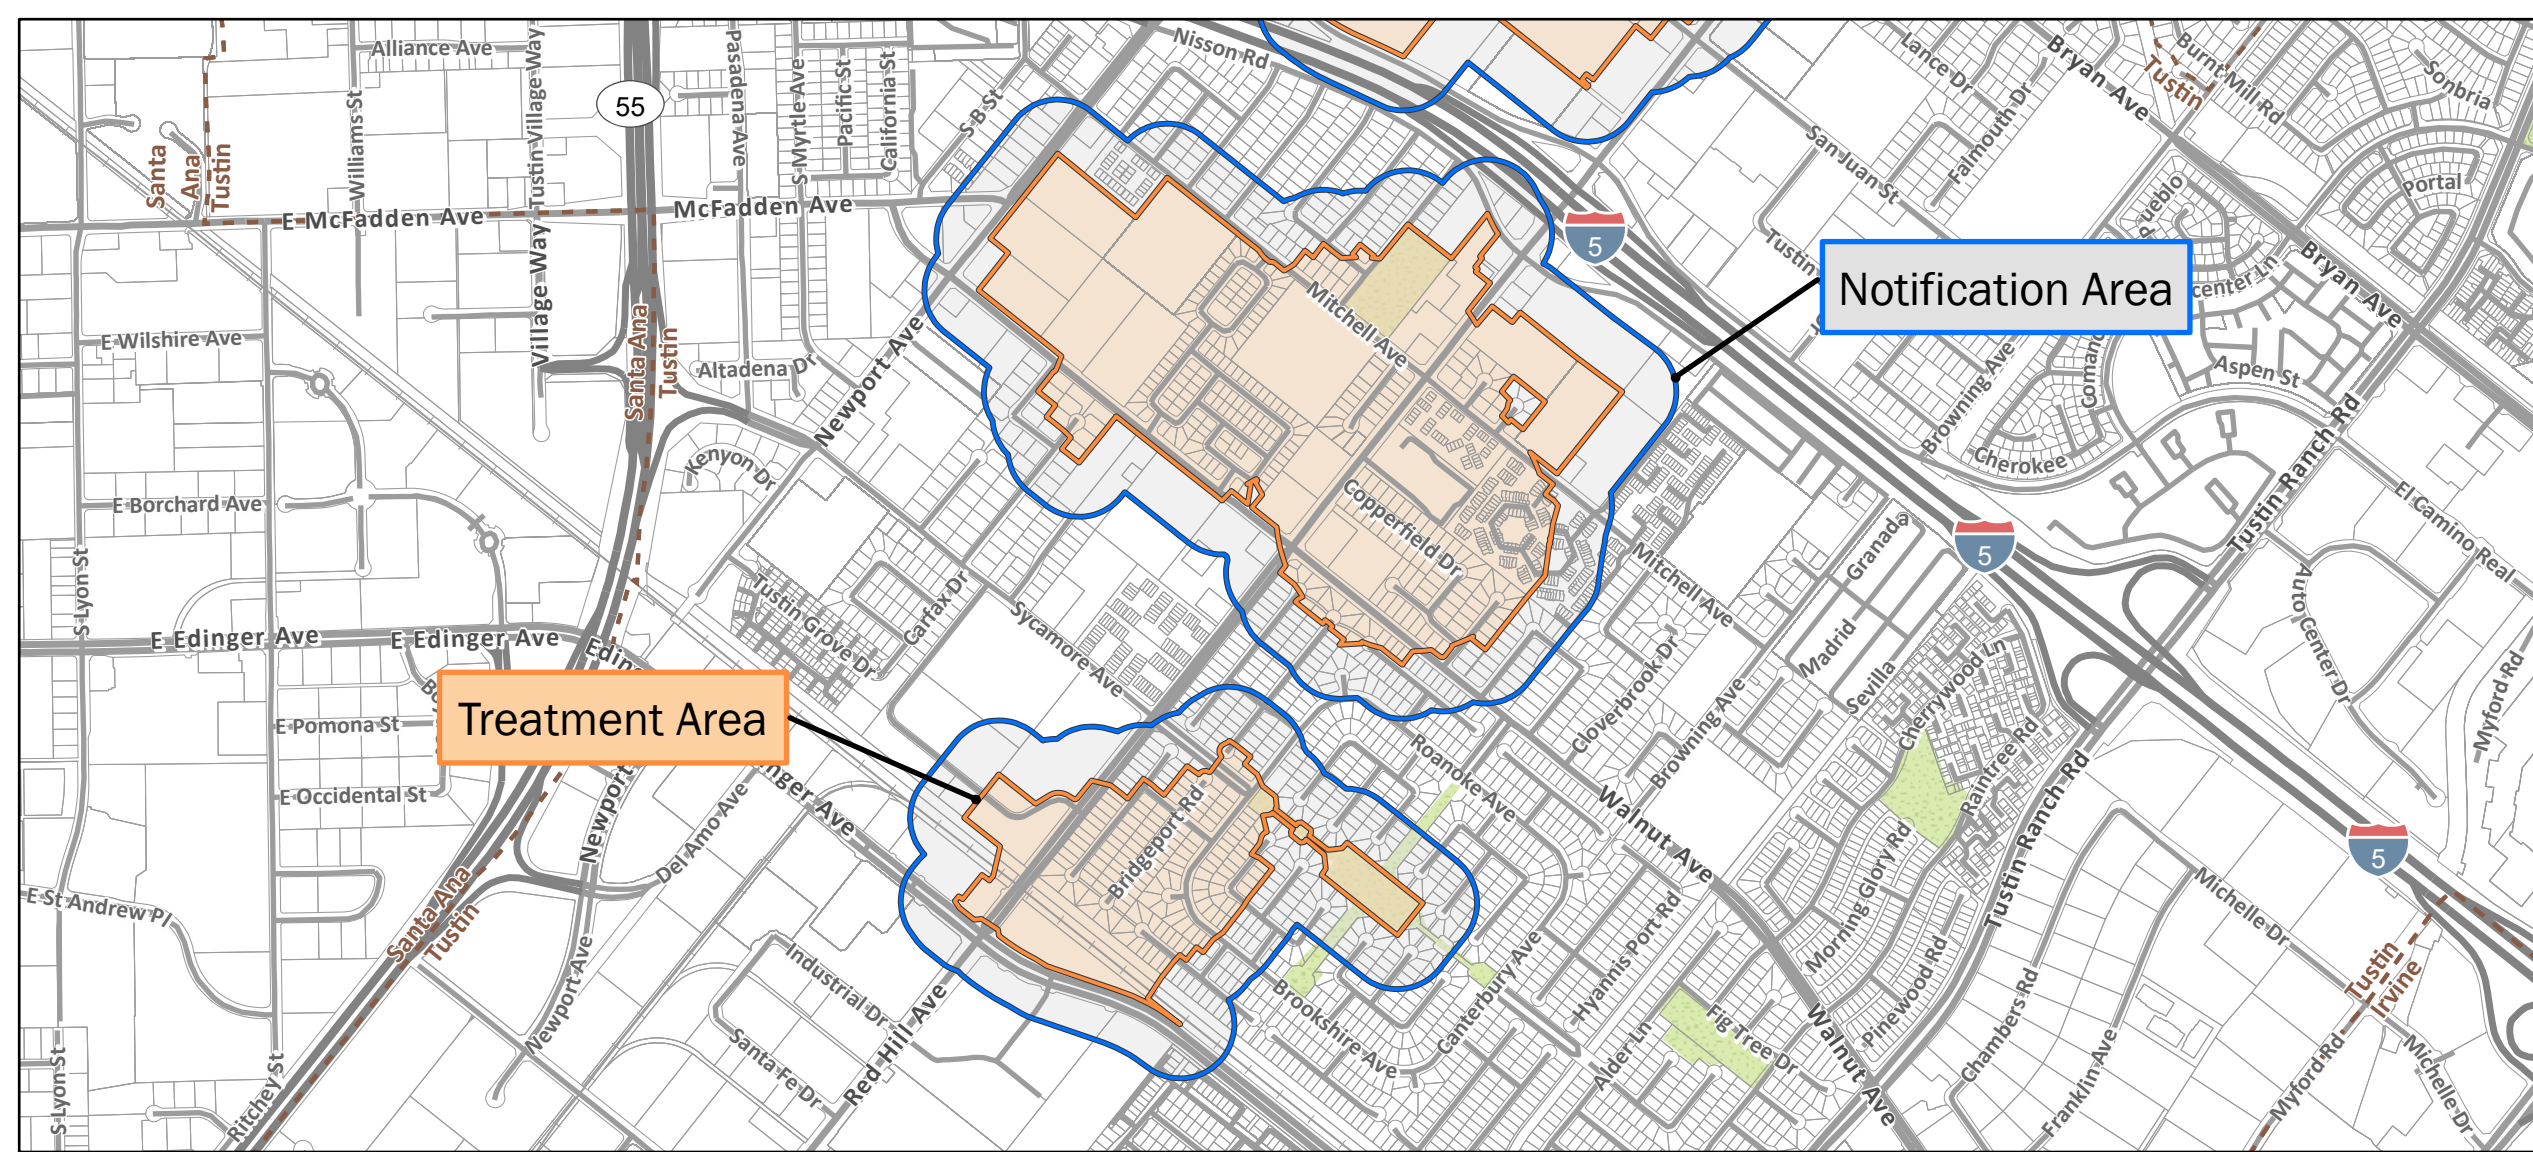 Alliance Ave
Tustin Village Way
Pasadena Ave
S Myrtle Ave
Pacific St
California St
S B St
Nisson Rd
Lance Dr
Bryan Ave
Burnt Mill Rd
Tustin
Sonbria
Williams St
55
Santa
Ana
Tustin
San Juan St
Falmouth Dr
Portal
Pueblo
E McFadden Ave
McFadden Ave
5
Tustin
Notification Area
center Ln
Bryan Ave
Village Way
Santa Ana
Tustin
E Wilshire Ave
Altadena Dr
Newport Ave
Mitchell Ave
Browning Ave
Aspen St
Cherokee
Tustin Ranch Rd
El Camino Real
Kenyon Dr
E Borchard Ave
Copperfield Dr
Granada
5
S Lyon St
Tustin Grove Dr
Carfax Dr
Sycamore Ave
Mitchell Ave
Auto Center Dr
E Edinger Ave
E Edinger Ave
Madrid
Sevilla
Cloverbrook Dr
Cherrywood Ln
Myford Rd
Treatment Area
E Pomona St
Browning Ave
Roanoke Ave
Raintree Rd
E Occidental St
Newport
Del Amo Ave
inger Ave
Bridgeport Rd
Walnut Ave
Morning Glory Rd
Tustin Ranch Rd
5
E St Andrew Pl
Santa Ana
Tustin
Hyannis Port Rd
Michelle Dr
Newport Ave
Industrial Dr
Red Hill Ave
Brookshire Ave
Canterbury Ave
Pinewood Rd
Tustin
Irvine
Santa Fe Dr
Alder Ln
Fig Tree Dr
Walnut Ave
Chambers Rd
Franklin Ave
Myford Rd
Michelle Dr
S Lyon St
Ritchey St